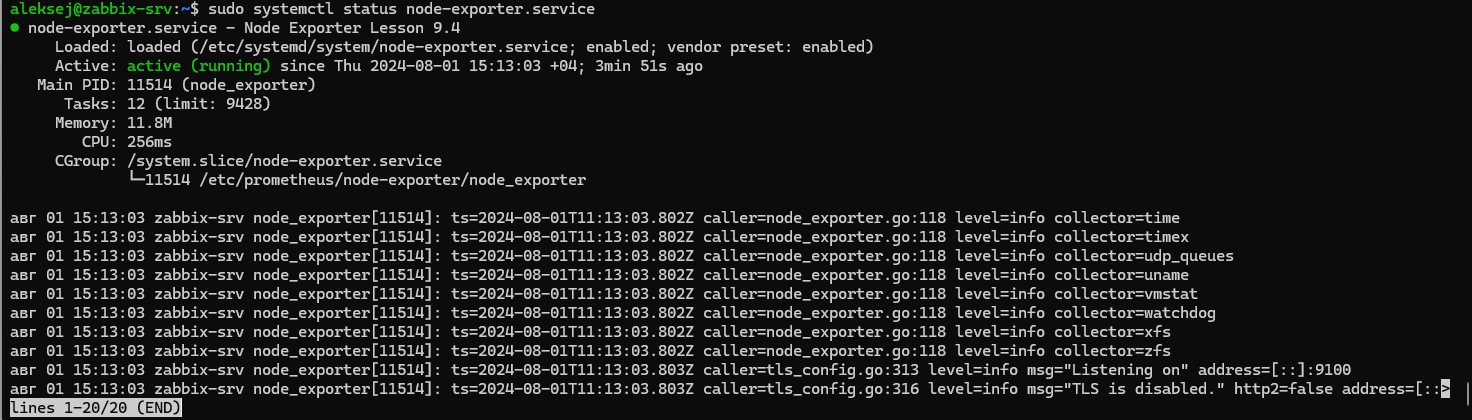 aleksej@zabbix-srv:~$ sudo systemctl status node-exporter.service
● node-exporter.service - Node Exporter Lesson 9.4
     Loaded: loaded (/etc/systemd/system/node-exporter.service; enabled; vendor preset: enabled)
     Active: active (running) since Thu 2024-08-01 15:13:03 +04; 3min 51s ago
   Main PID: 11514 (node_exporter)
      Tasks: 12 (limit: 9428)
     Memory: 11.8M
        CPU: 256ms
     CGroup: /system.slice/node-exporter.service
             └─11514 /etc/prometheus/node-exporter/node_exporter

авг 01 15:13:03 zabbix-srv node_exporter[11514]: ts=2024-08-01T11:13:03.802Z caller=node_exporter.go:118 level=info collector=time
авг 01 15:13:03 zabbix-srv node_exporter[11514]: ts=2024-08-01T11:13:03.802Z caller=node_exporter.go:118 level=info collector=timex
авг 01 15:13:03 zabbix-srv node_exporter[11514]: ts=2024-08-01T11:13:03.802Z caller=node_exporter.go:118 level=info collector=udp_queues
авг 01 15:13:03 zabbix-srv node_exporter[11514]: ts=2024-08-01T11:13:03.802Z caller=node_exporter.go:118 level=info collector=uname
авг 01 15:13:03 zabbix-srv node_exporter[11514]: ts=2024-08-01T11:13:03.802Z caller=node_exporter.go:118 level=info collector=vmstat
авг 01 15:13:03 zabbix-srv node_exporter[11514]: ts=2024-08-01T11:13:03.802Z caller=node_exporter.go:118 level=info collector=watchdog
авг 01 15:13:03 zabbix-srv node_exporter[11514]: ts=2024-08-01T11:13:03.802Z caller=node_exporter.go:118 level=info collector=xfs
авг 01 15:13:03 zabbix-srv node_exporter[11514]: ts=2024-08-01T11:13:03.802Z caller=node_exporter.go:118 level=info collector=zfs
авг 01 15:13:03 zabbix-srv node_exporter[11514]: ts=2024-08-01T11:13:03.803Z caller=tls_config.go:313 level=info msg="Listening on" address=[::]:9100
авг 01 15:13:03 zabbix-srv node_exporter[11514]: ts=2024-08-01T11:13:03.803Z caller=tls_config.go:316 level=info msg="TLS is disabled." http2=false address=[::>
lines 1-20/20 (END)